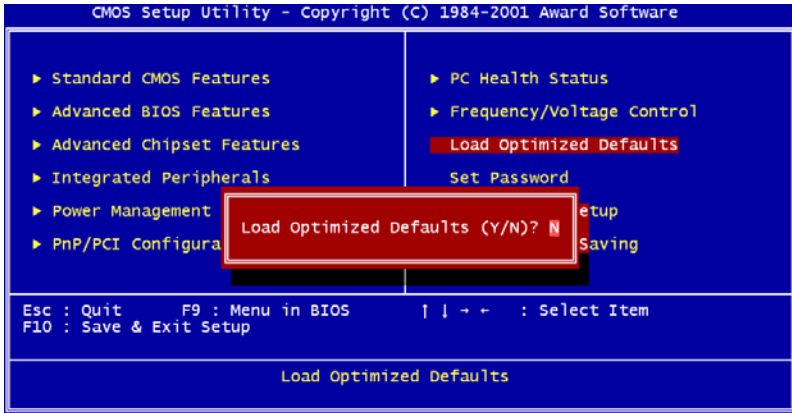 CMOS Setup Utility - Copyright (C) 1984-2001 Award Software
▶ Standard CMOS Features
▶ Advanced BIOS Features
▶ Advanced Chipset Features
▶ Integrated Peripherals
▶ Power Management
▶ PnP/PCI Configura
▶ PC Health Status
▶ Frequency/Voltage Control
Load Optimized Defaults
Set Password
etup
Saving
Load Optimized Defaults (Y/N)? N
Esc : Quit F9 : Menu in BIOS ↑ ↓ → ← : Select Item
F10 : Save & Exit Setup
Load Optimized Defaults